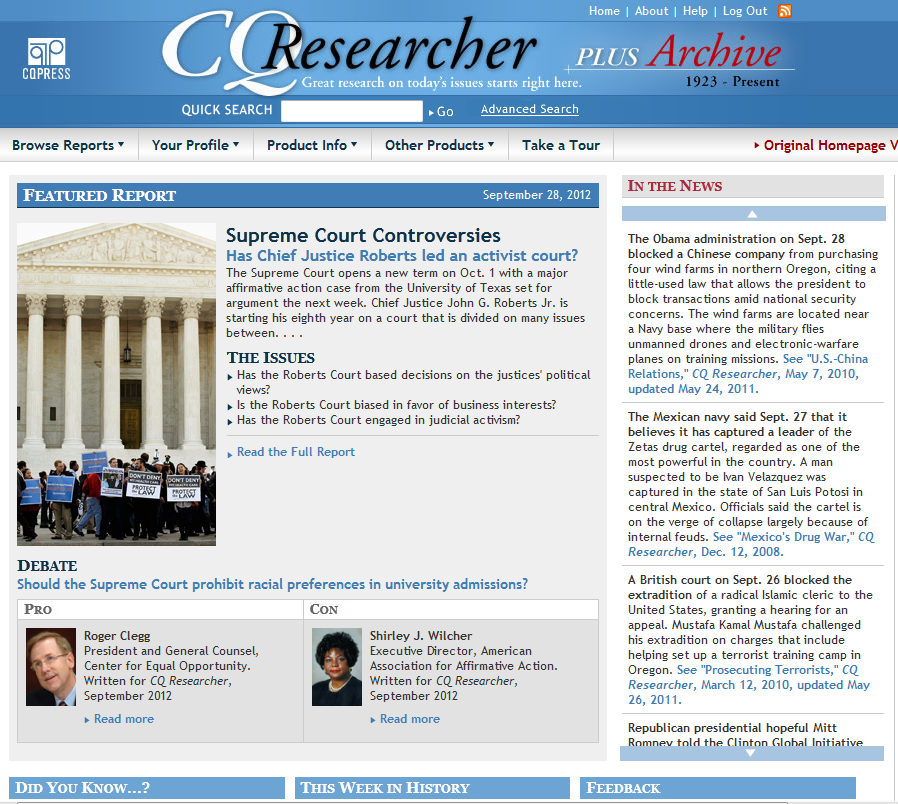 Home | About | Help | Log Out
CQPRESS
CQ Researcher
PLUS Archive
Great research on today's issues starts right here.
1923 - Present
QUICK SEARCH Go Advanced Search
Browse Reports Your Profile Product Info Other Products Take a Tour Original Homepage V
FEATURED REPORT September 28, 2012
Supreme Court Controversies
Has Chief Justice Roberts led an activist court?
The Supreme Court opens a new term on Oct. 1 with a major
affirmative action case from the University of Texas set for
argument the next week. Chief Justice John G. Roberts Jr. is
starting his eighth year on a court that is divided on many issues
between. . . .
THE ISSUES
Has the Roberts Court based decisions on the justices' political
views?
Is the Roberts Court biased in favor of business interests?
Has the Roberts Court engaged in judicial activism?
Read the Full Report
DON'T DENY
PROTECT
the LAW
DON'T DENY
PROTECT
the LAW
DEBATE
Should the Supreme Court prohibit racial preferences in university admissions?
PRO
Roger Clegg
President and General Counsel,
Center for Equal Opportunity.
Written for CQ Researcher,
September 2012
Read more
CON
Shirley J. Wilcher
Executive Director, American
Association for Affirmative Action.
Written for CQ Researcher,
September 2012
Read more
IN THE NEWS
The Obama administration on Sept. 28
blocked a Chinese company from purchasing
four wind farms in northern Oregon, citing a
little-used law that allows the president to
block transactions amid national security
concerns. The wind farms are located near
a Navy base where the military flies
unmanned drones and electronic-warfare
planes on training missions. See "U.S.-China
Relations," CQ Researcher, May 7, 2010,
updated May 24, 2011.
The Mexican navy said Sept. 27 that it
believes it has captured a leader of the
Zetas drug cartel, regarded as one of the
most powerful in the country. A man
suspected to be Ivan Velazquez was
captured in the state of San Luis Potosi in
central Mexico. Officials said the cartel is
on the verge of collapse largely because of
internal feuds. See "Mexico's Drug War," CQ
Researcher, Dec. 12, 2008.
A British court on Sept. 26 blocked the
extradition of a radical Islamic cleric to the
United States, granting a hearing for an
appeal. Mustafa Kamal Mustafa challenged
his extradition on charges that include
helping set up a terrorist training camp in
Oregon. See "Prosecuting Terrorists," CQ
Researcher, March 12, 2010, updated May
26, 2011.
Republican presidential hopeful Mitt
Romney told the Clinton Global Initiative
DID YOU KNOW...? THIS WEEK IN HISTORY FEEDBACK